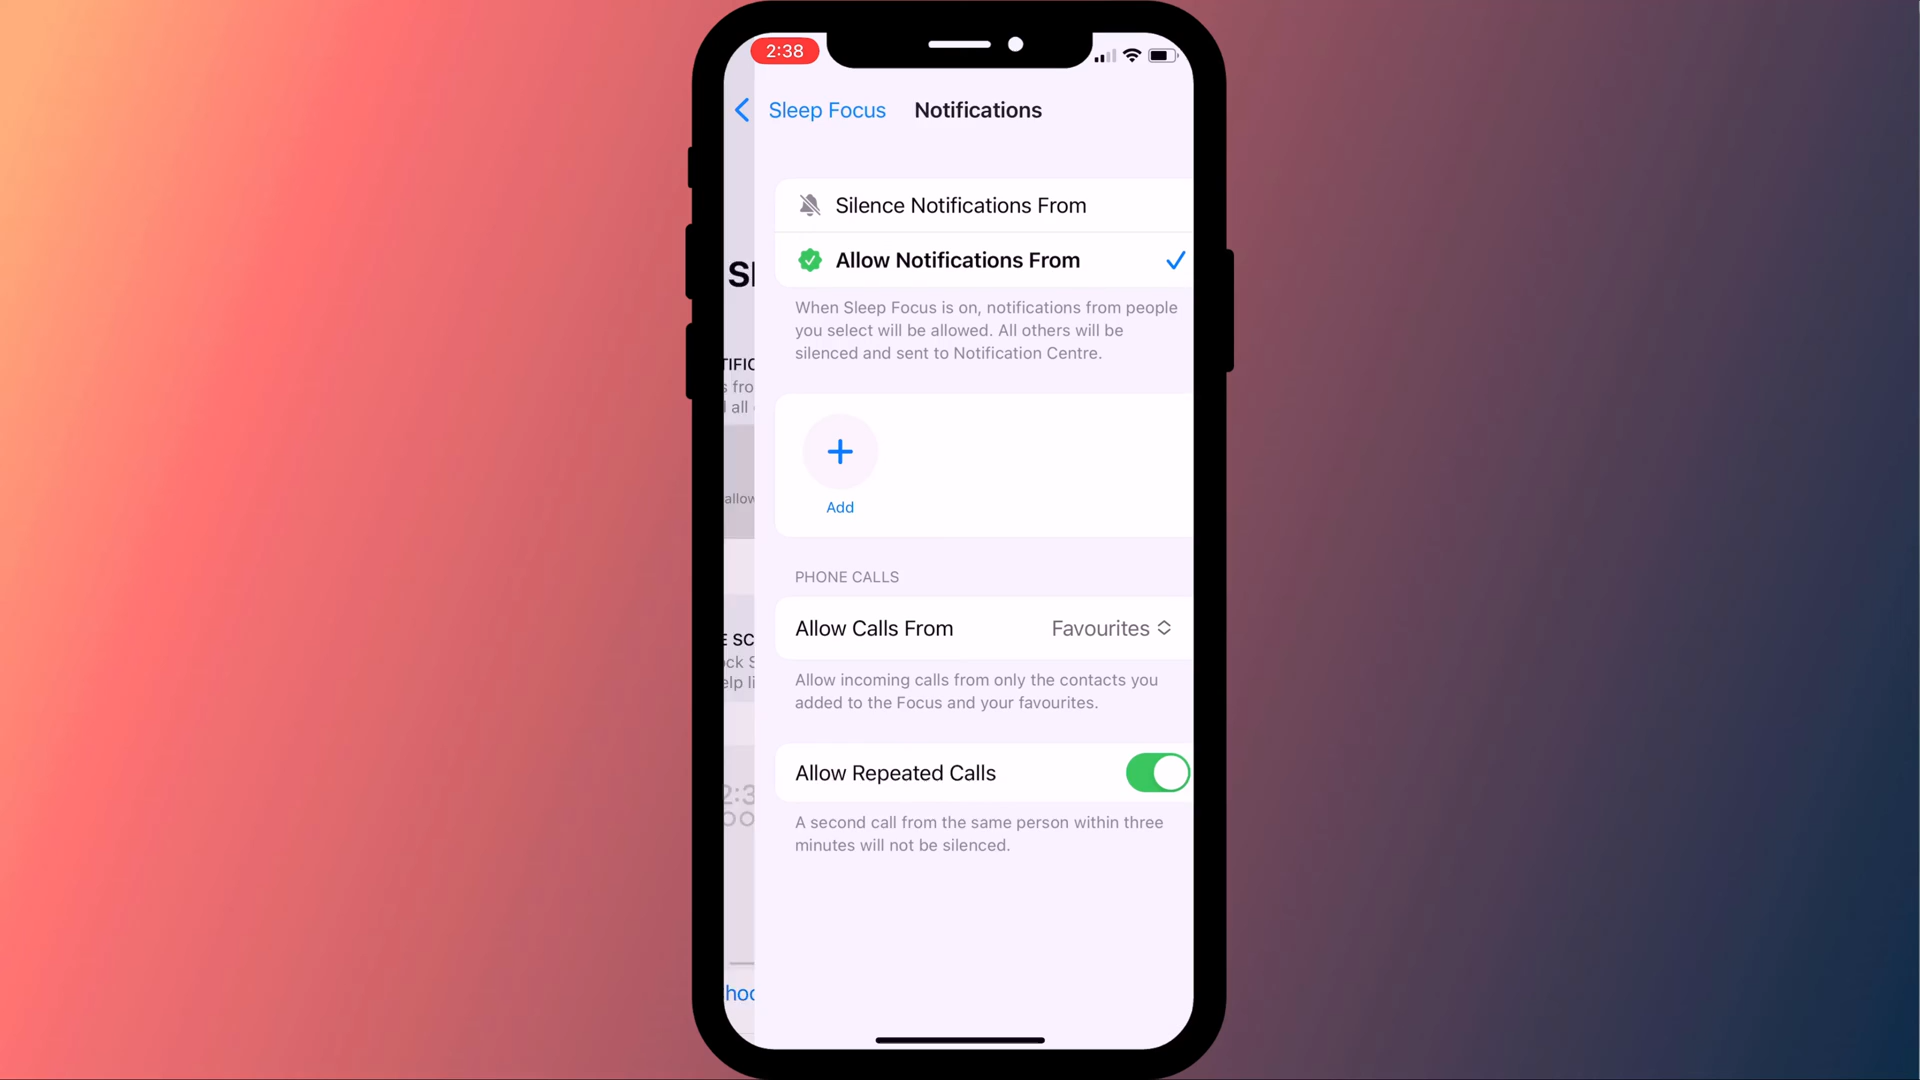 2:38
Sleep Focus
Notifications
Silence Notifications From
Allow Notifications From
When Sleep Focus is on, notifications from people
you select will be allowed. All others will be
silenced and sent to Notification Centre.
Add
PHONE CALLS
Allow Calls From
Favourites
Allow incoming calls from only the contacts you
added to the Focus and your favourites.
Allow Repeated Calls
A second call from the same person within three
minutes will not be silenced.
all
allow